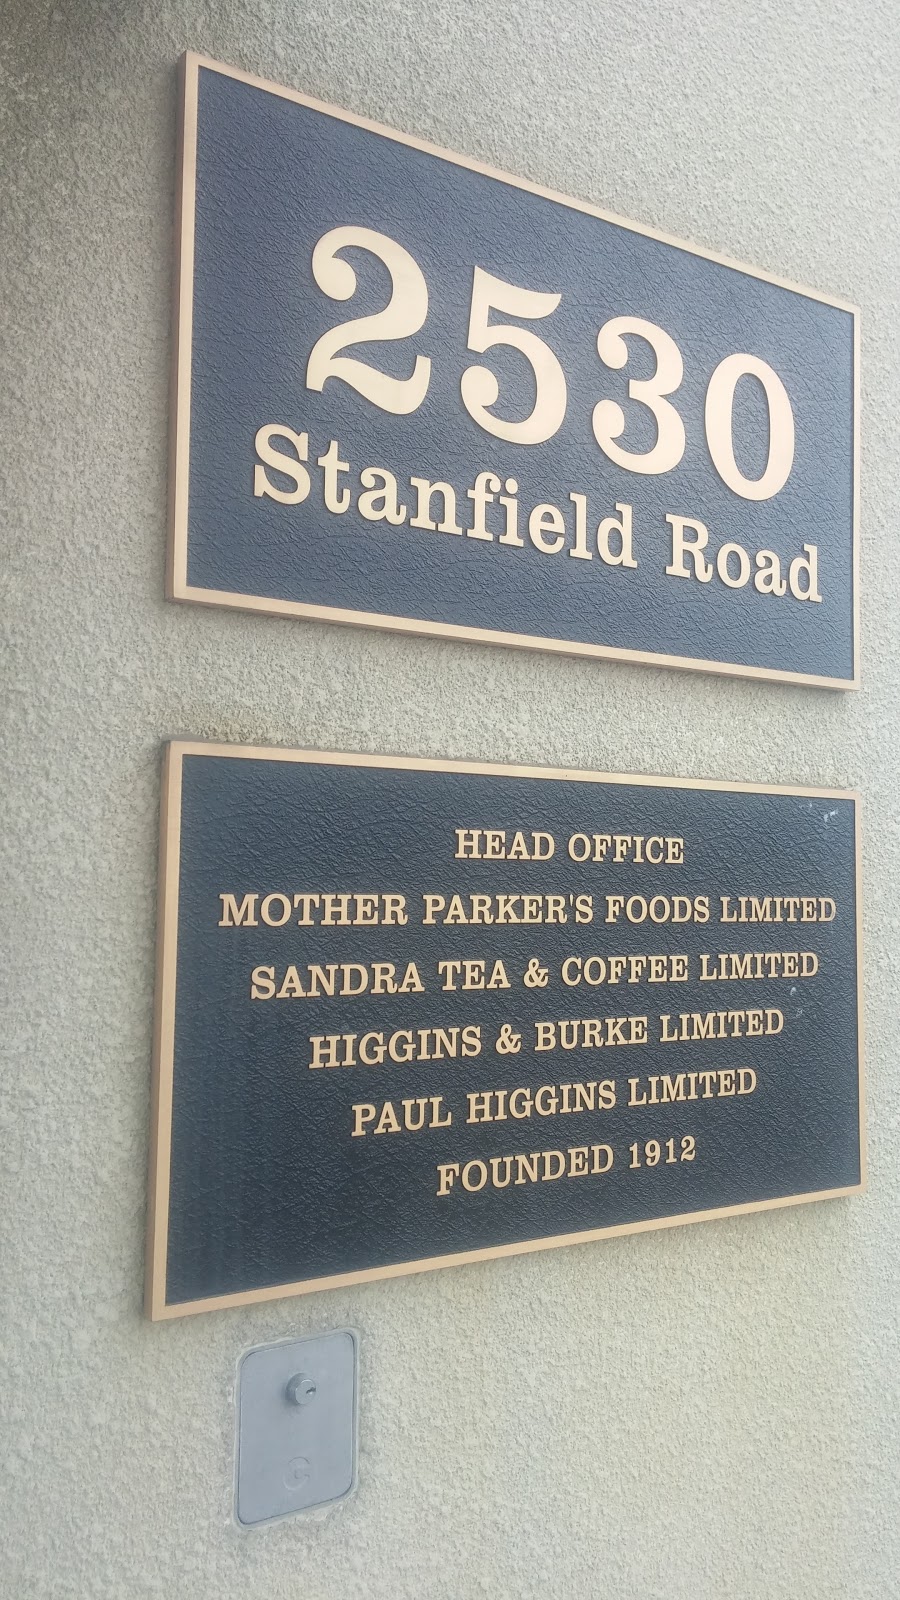 2530
Stanfield Road
HEAD OFFICE
MOTHER PARKER'S FOODS LIMITED
SANDRA TEA & COFFEE LIMITED
HIGGINS & BURKE LIMITED
PAUL HIGGINS LIMITED
FOUNDED 1912